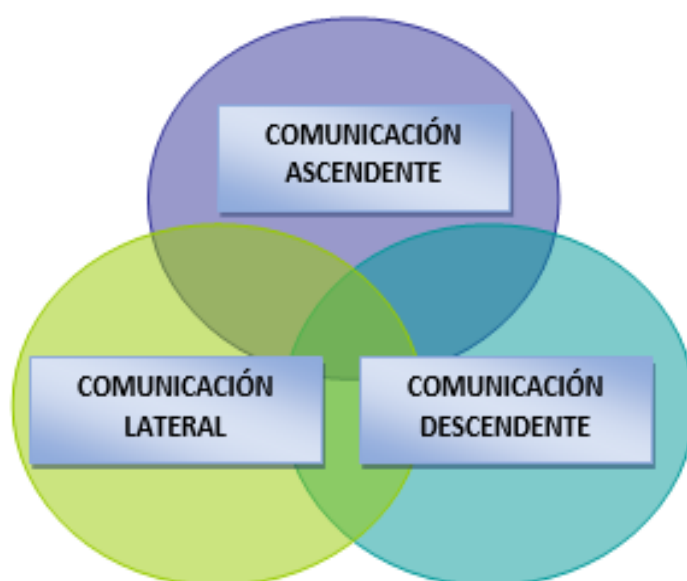 COMUNICACIÓN
ASCENDENTE
COMUNICACIÓN
LATERAL
COMUNICACIÓN
DESCENDENTE